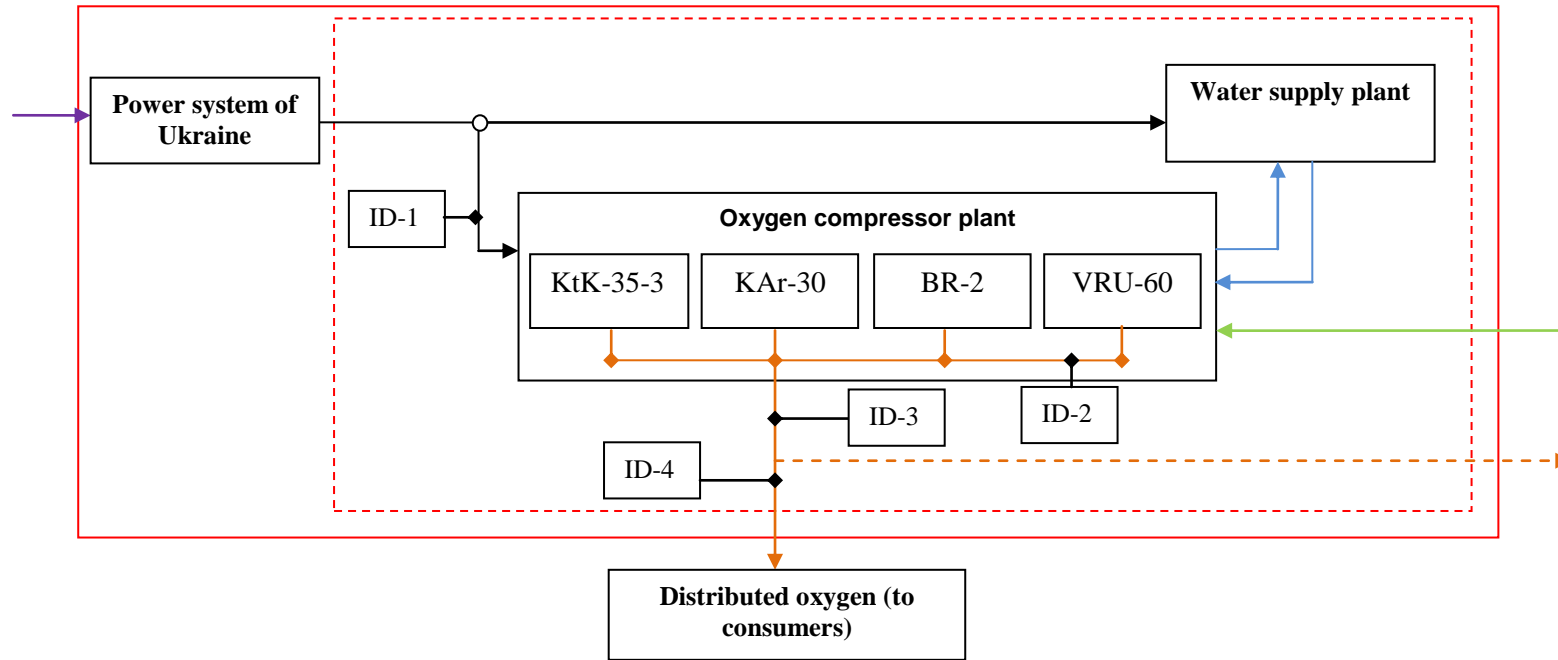 Power system of
Ukraine
Water supply plant
ID-1
Oxygen compressor plant
KtK-35-3
KAr-30
BR-2
VRU-60
ID-3
ID-2
ID-4
Distributed oxygen (to
consumers)